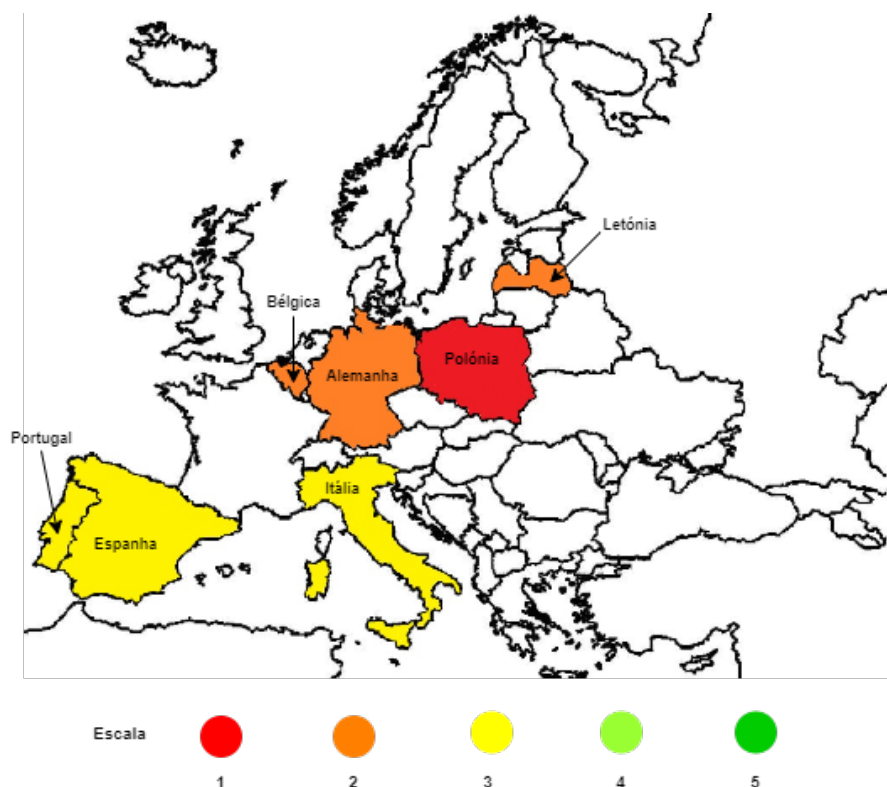 Letónia
Bélgica
Polónia
Alemanha
Portugal
Itália
Espanha
Escala
1 2 3 4 5